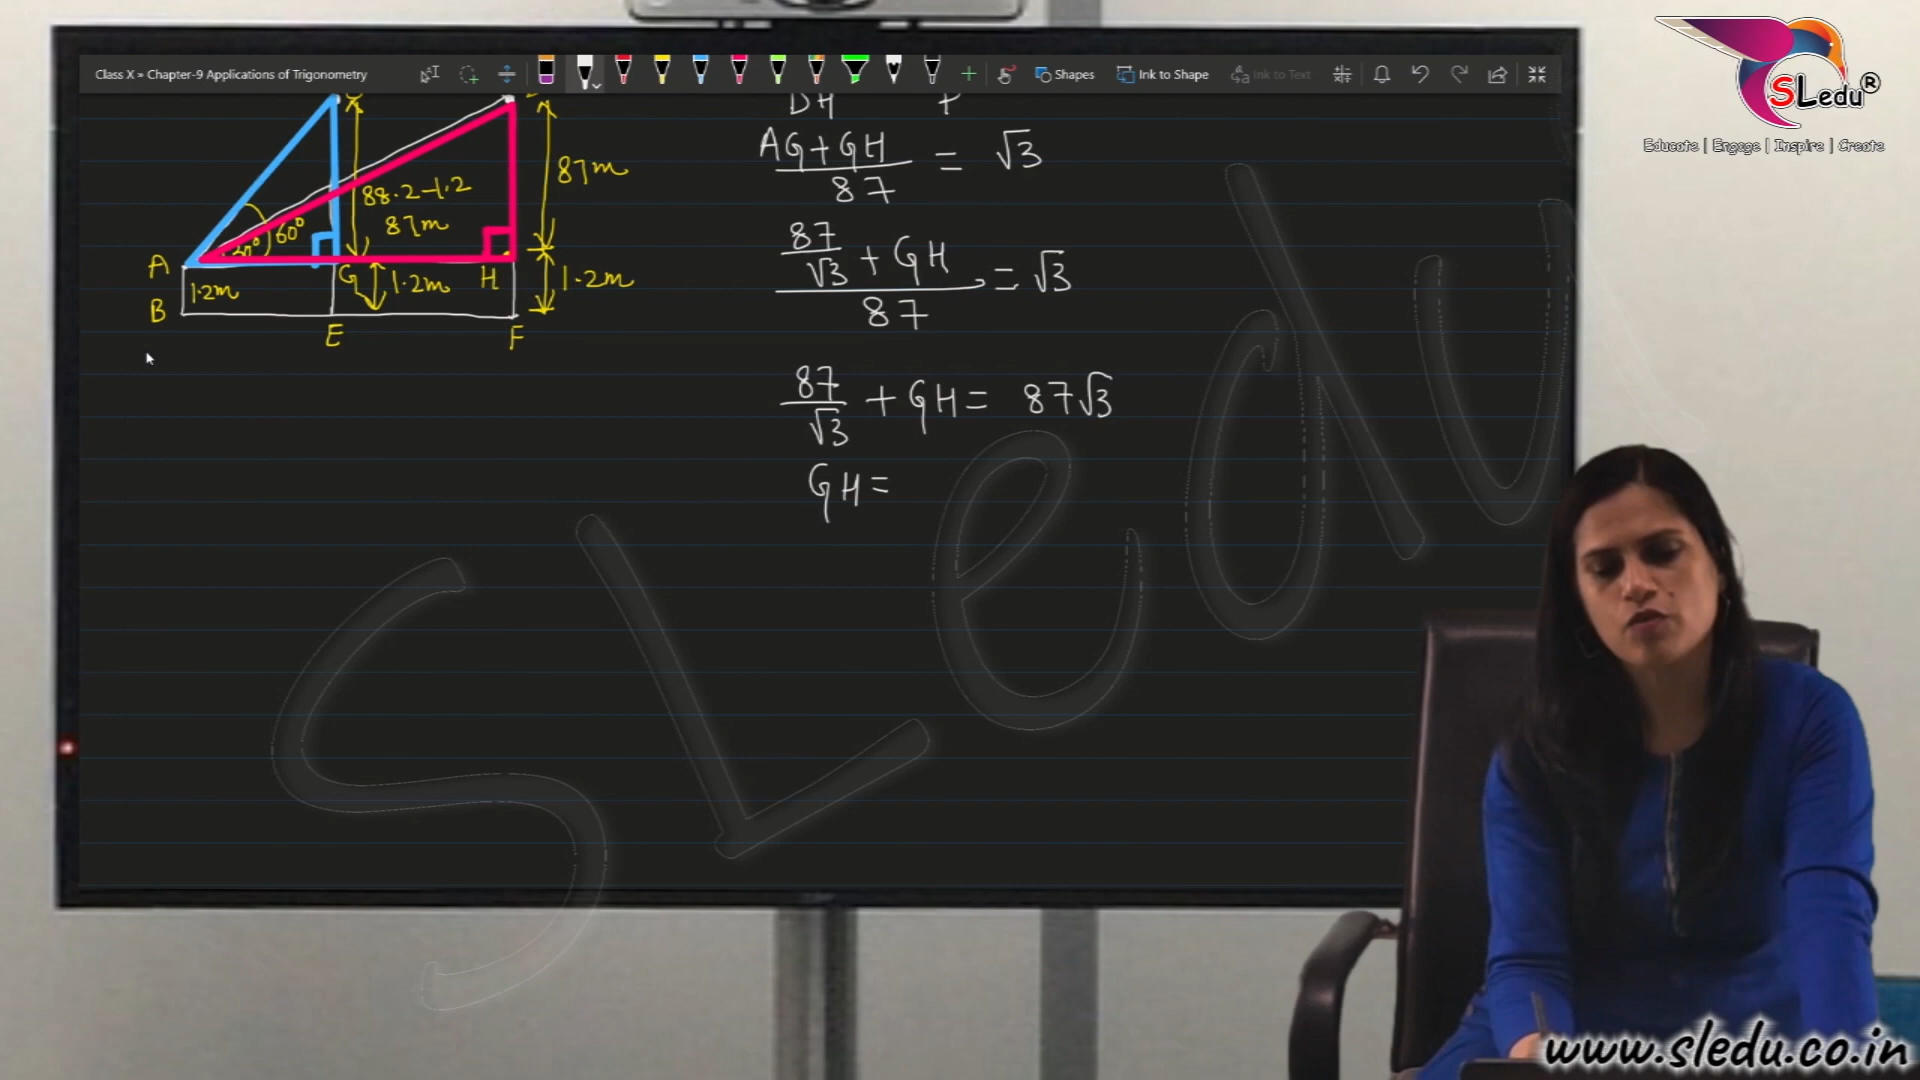 Class X » Chapter-9 Applications of Trigonometry
Shapes
Ink to Shape
Ink to Text
SLedu®
Educate | Engage | Inspire | Create
DH P
AG+GH / 87 = √3
87/√3 + GH / 87 = √3
87/√3 + GH = 87√3
GH =
87m
88.2-1.2
87m
60°
30°
A
G
H
1.2m
1.2m
1.2m
B
E
F
SLedu
www.sledu.co.in